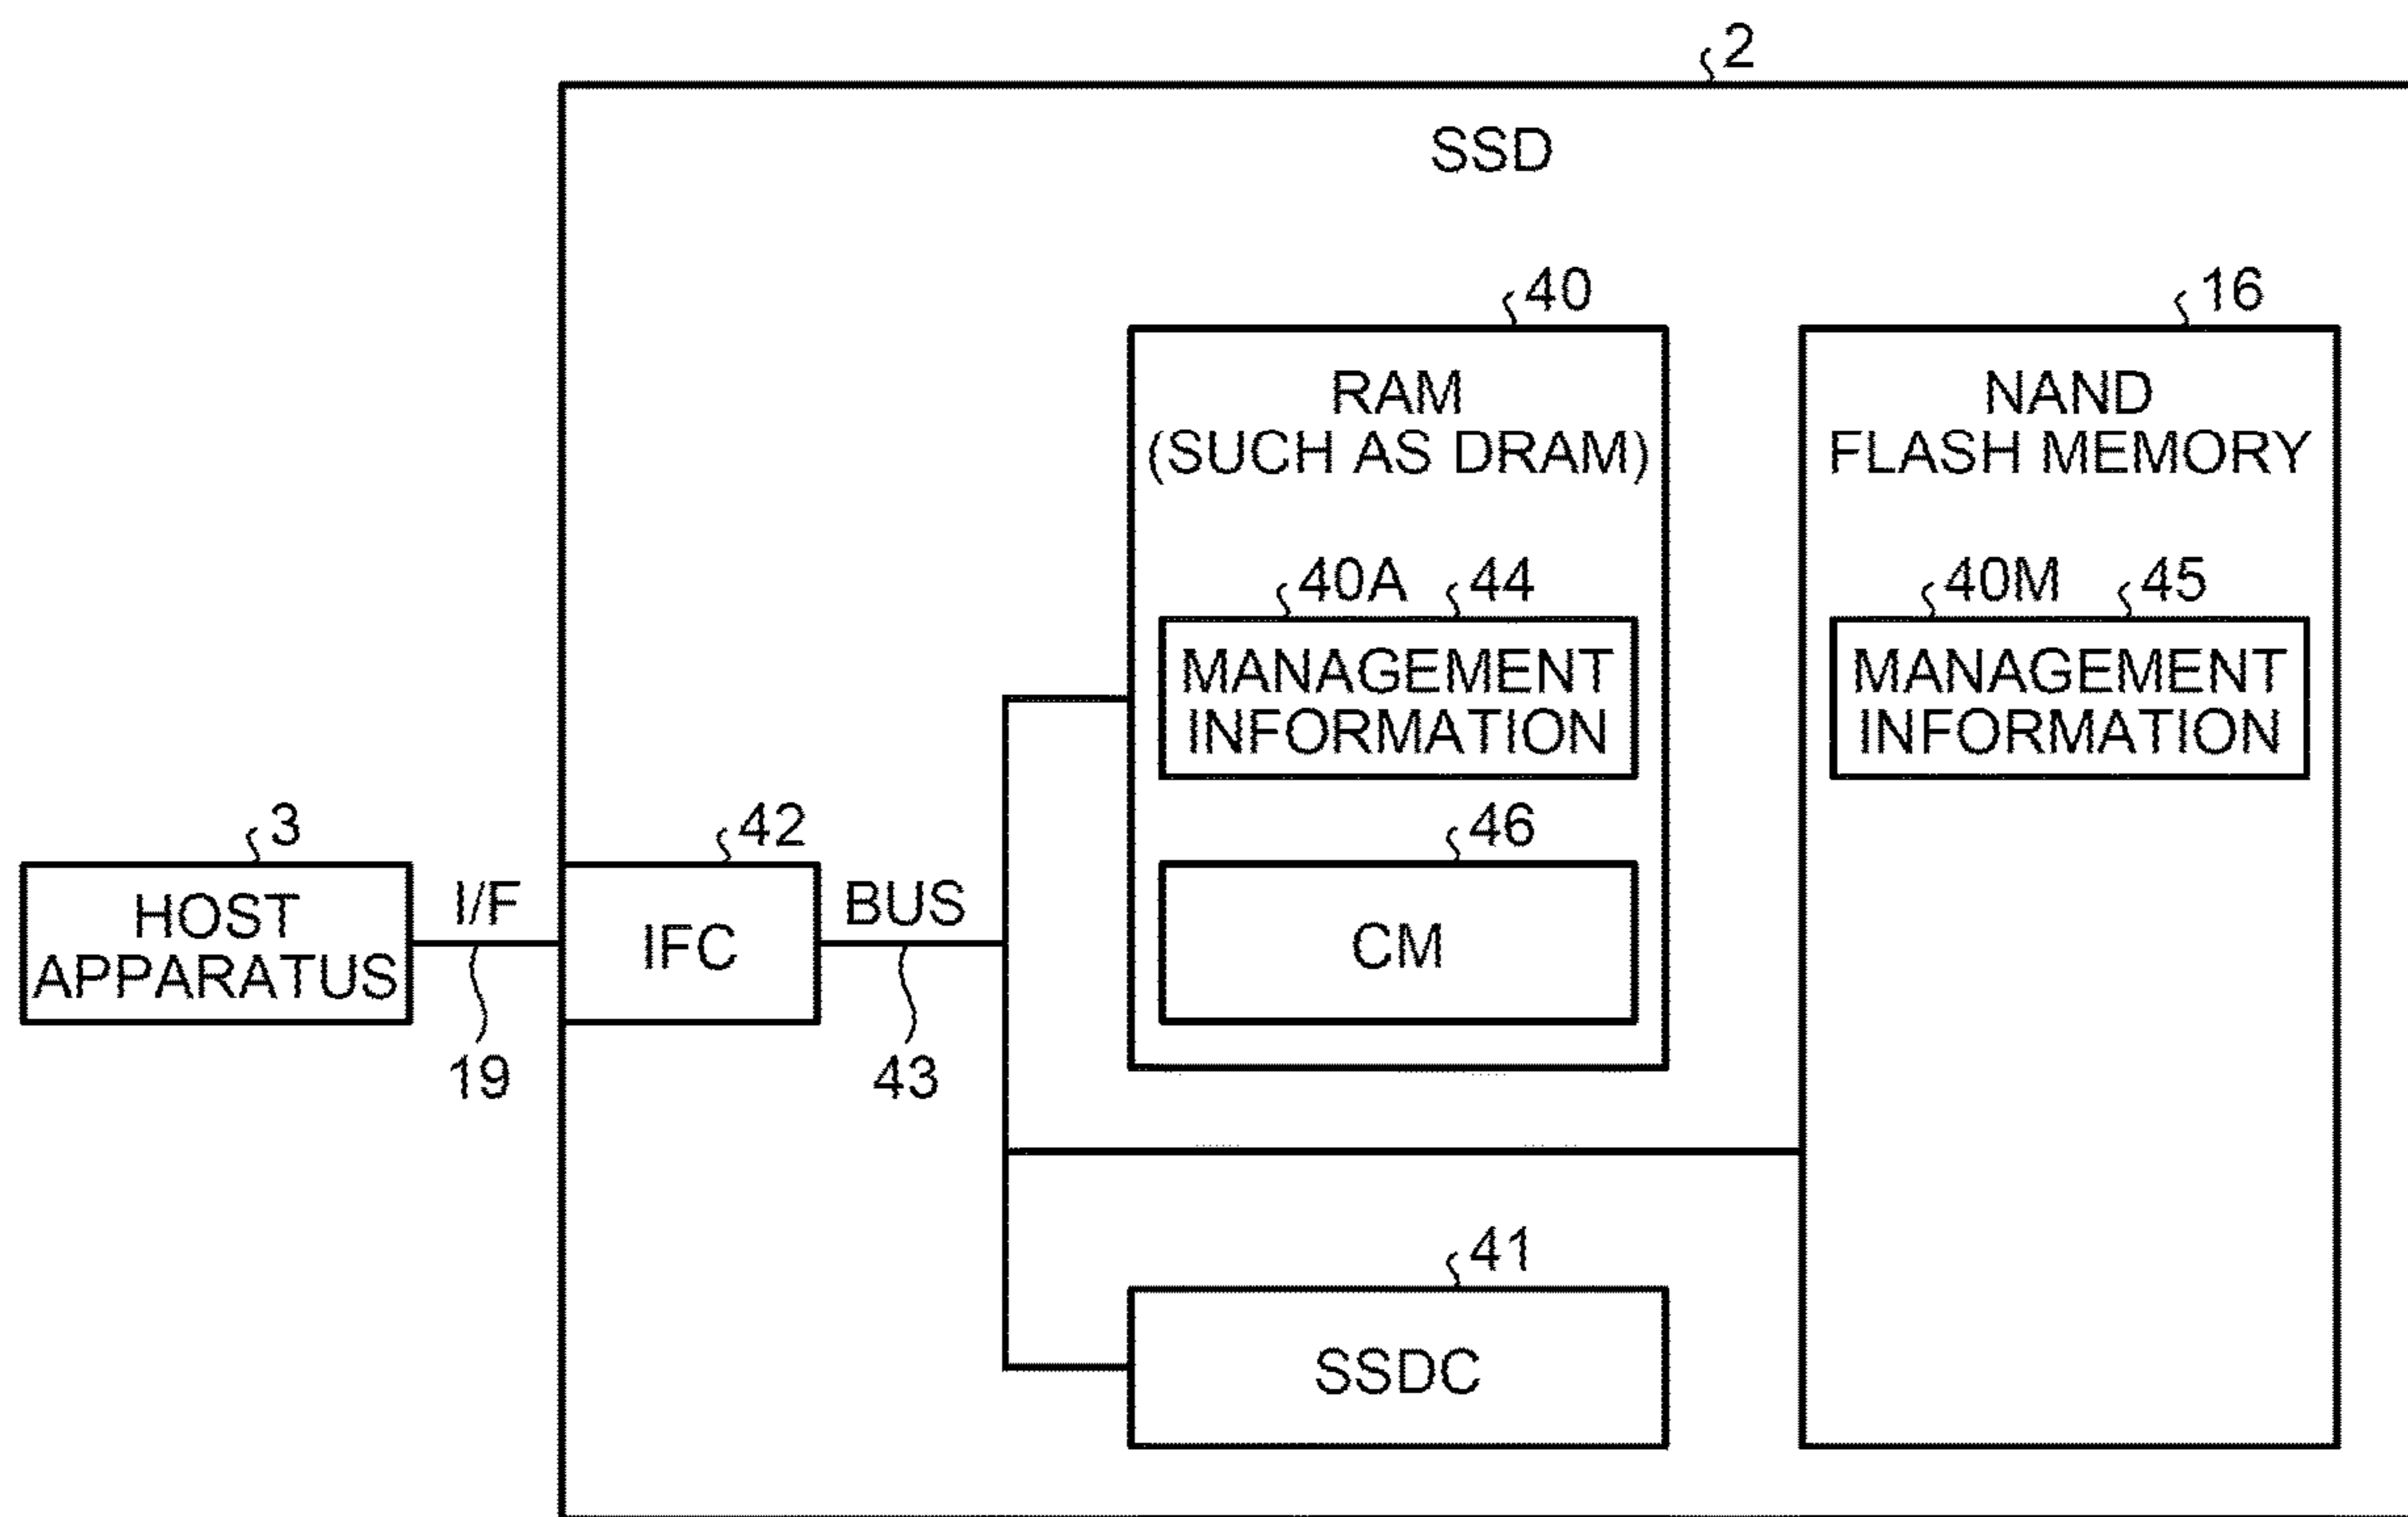 2
SSD
40
16
RAM
(SUCH AS DRAM)
NAND
FLASH MEMORY
40A
44
40M
45
MANAGEMENT
INFORMATION
MANAGEMENT
INFORMATION
3
42
46
HOST
APPARATUS
I/F
IFC
BUS
CM
19
43
41
SSDC